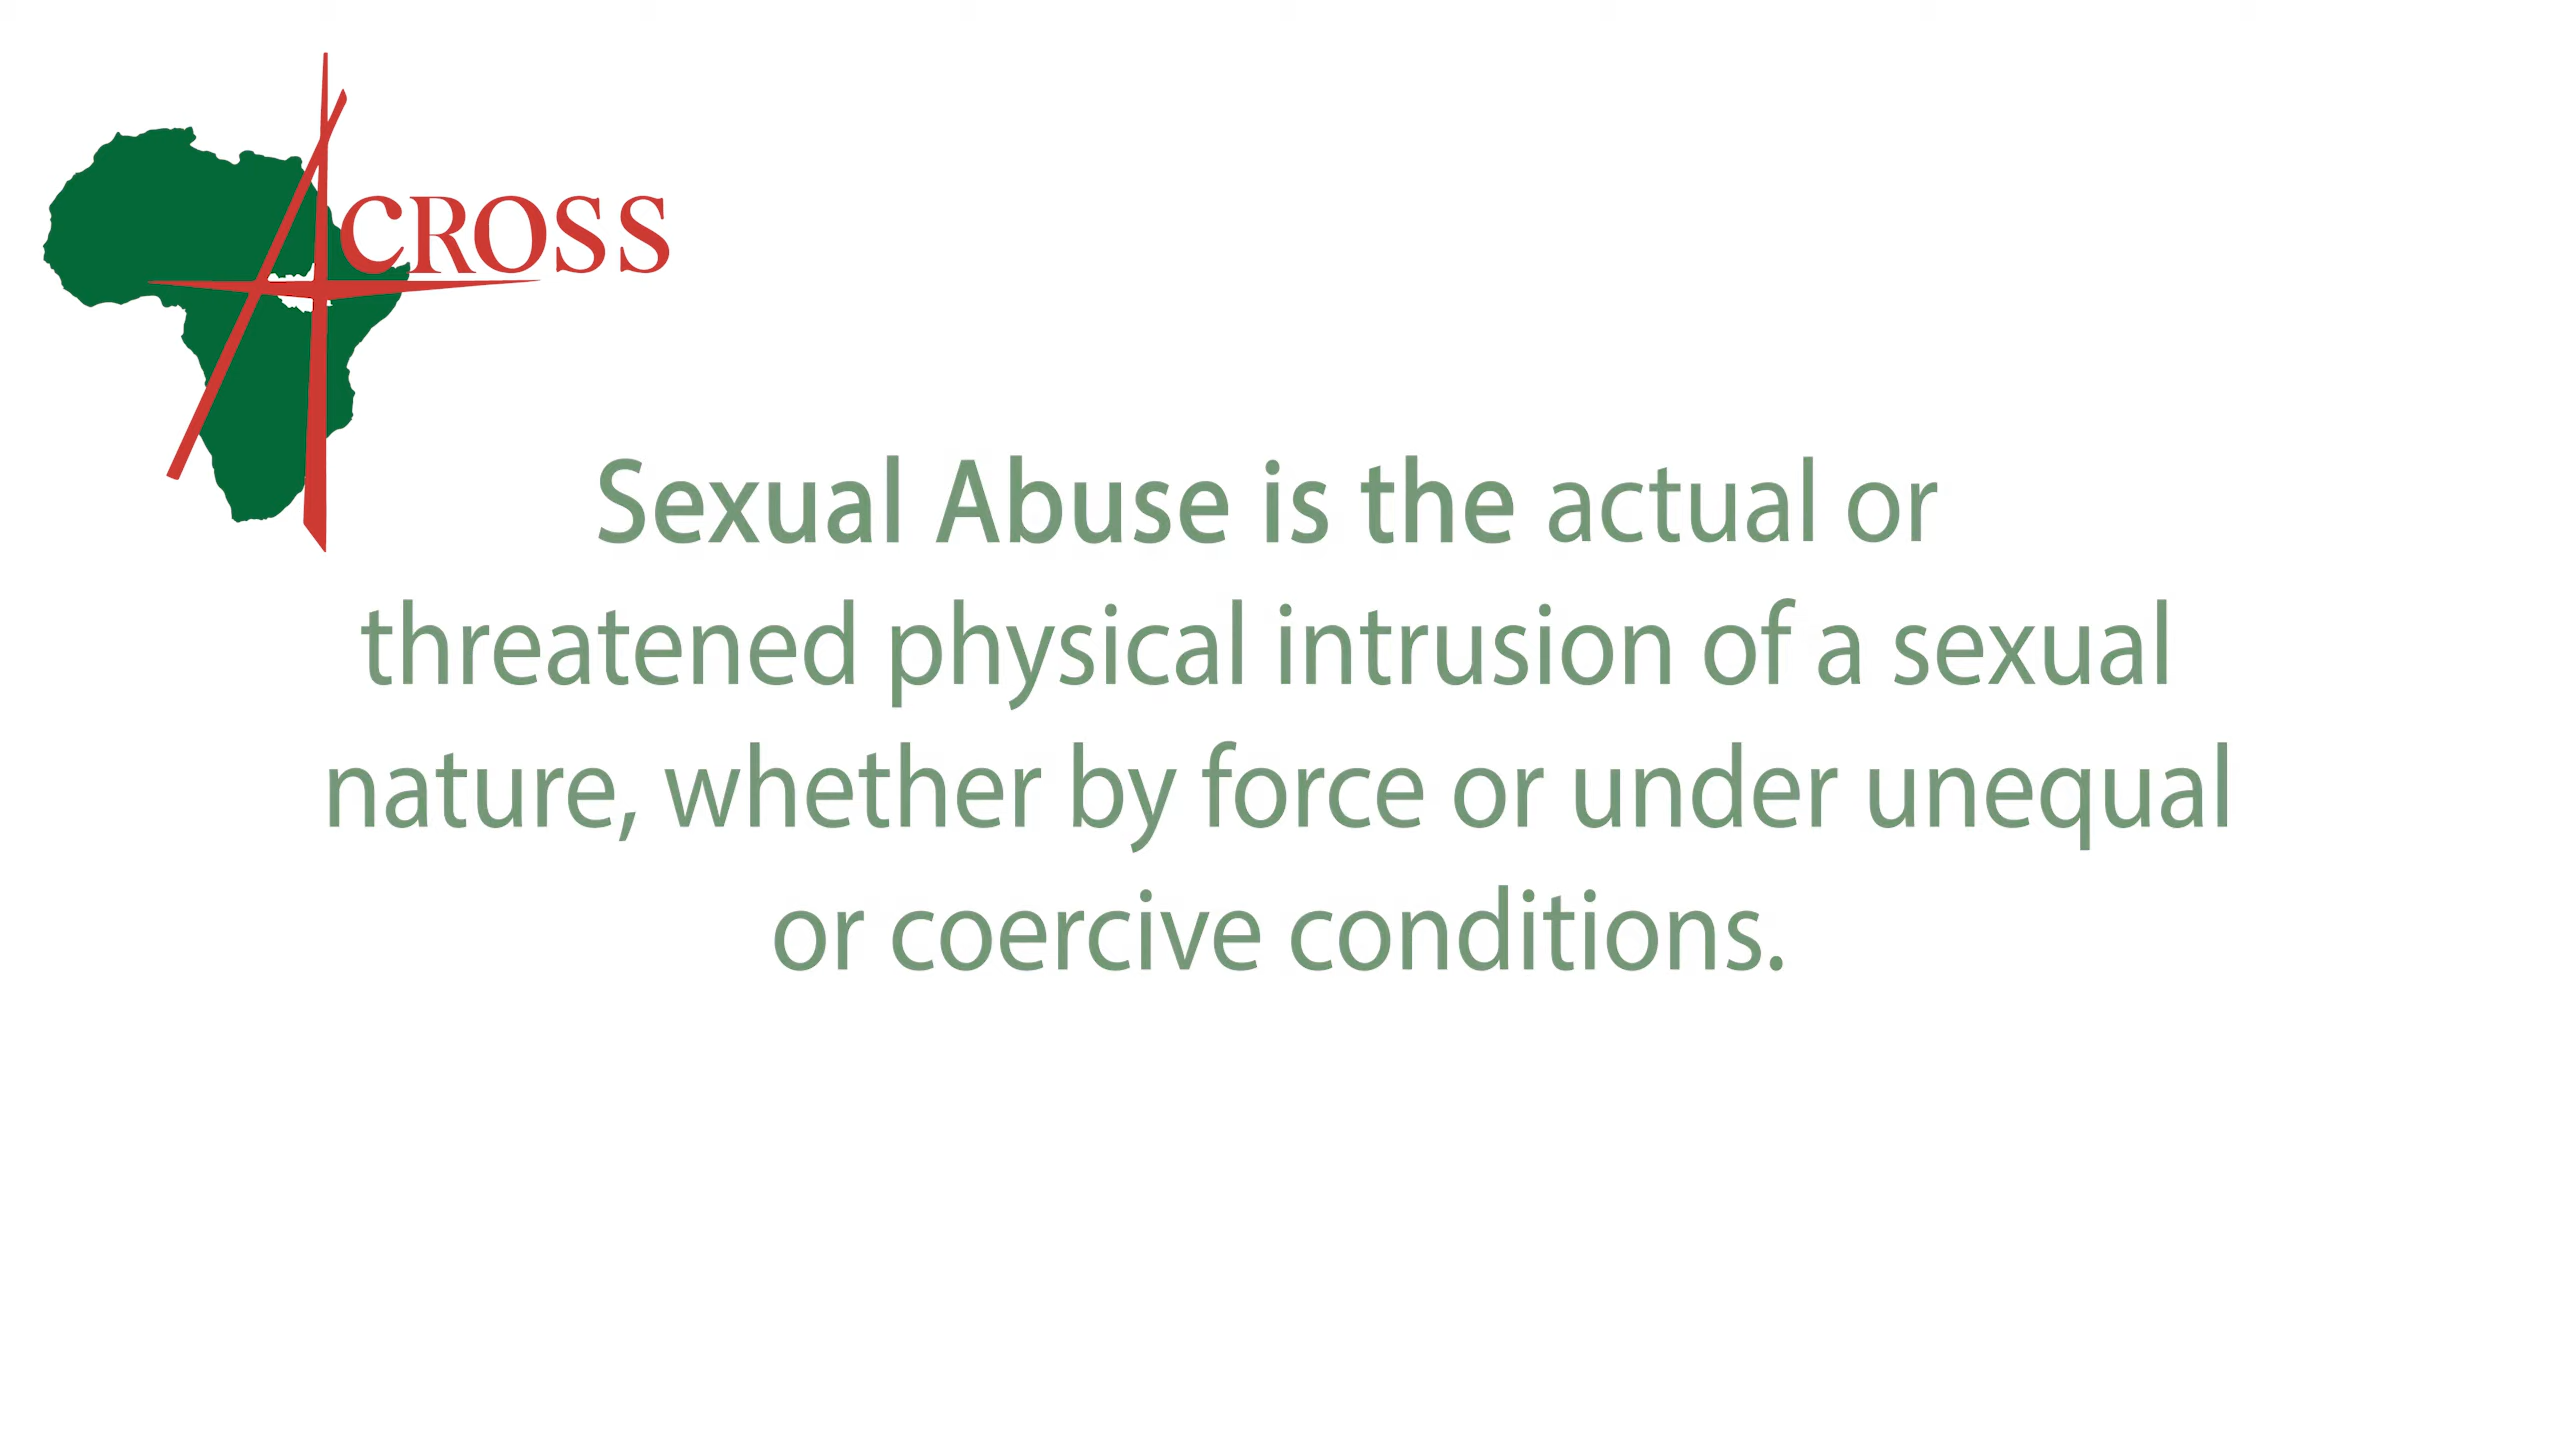 ACROSS
Sexual Abuse is the actual or
threatened physical intrusion of a sexual
nature, whether by force or under unequal
or coercive conditions.